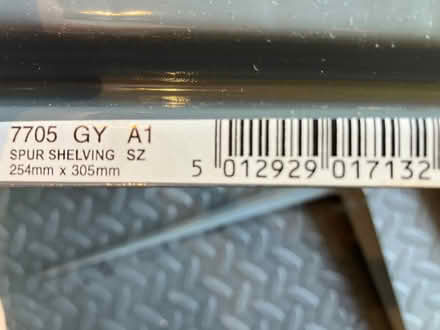 7705 GY A1
SPUR SHELVING SZ
254mm x 305mm
5 012929 017132